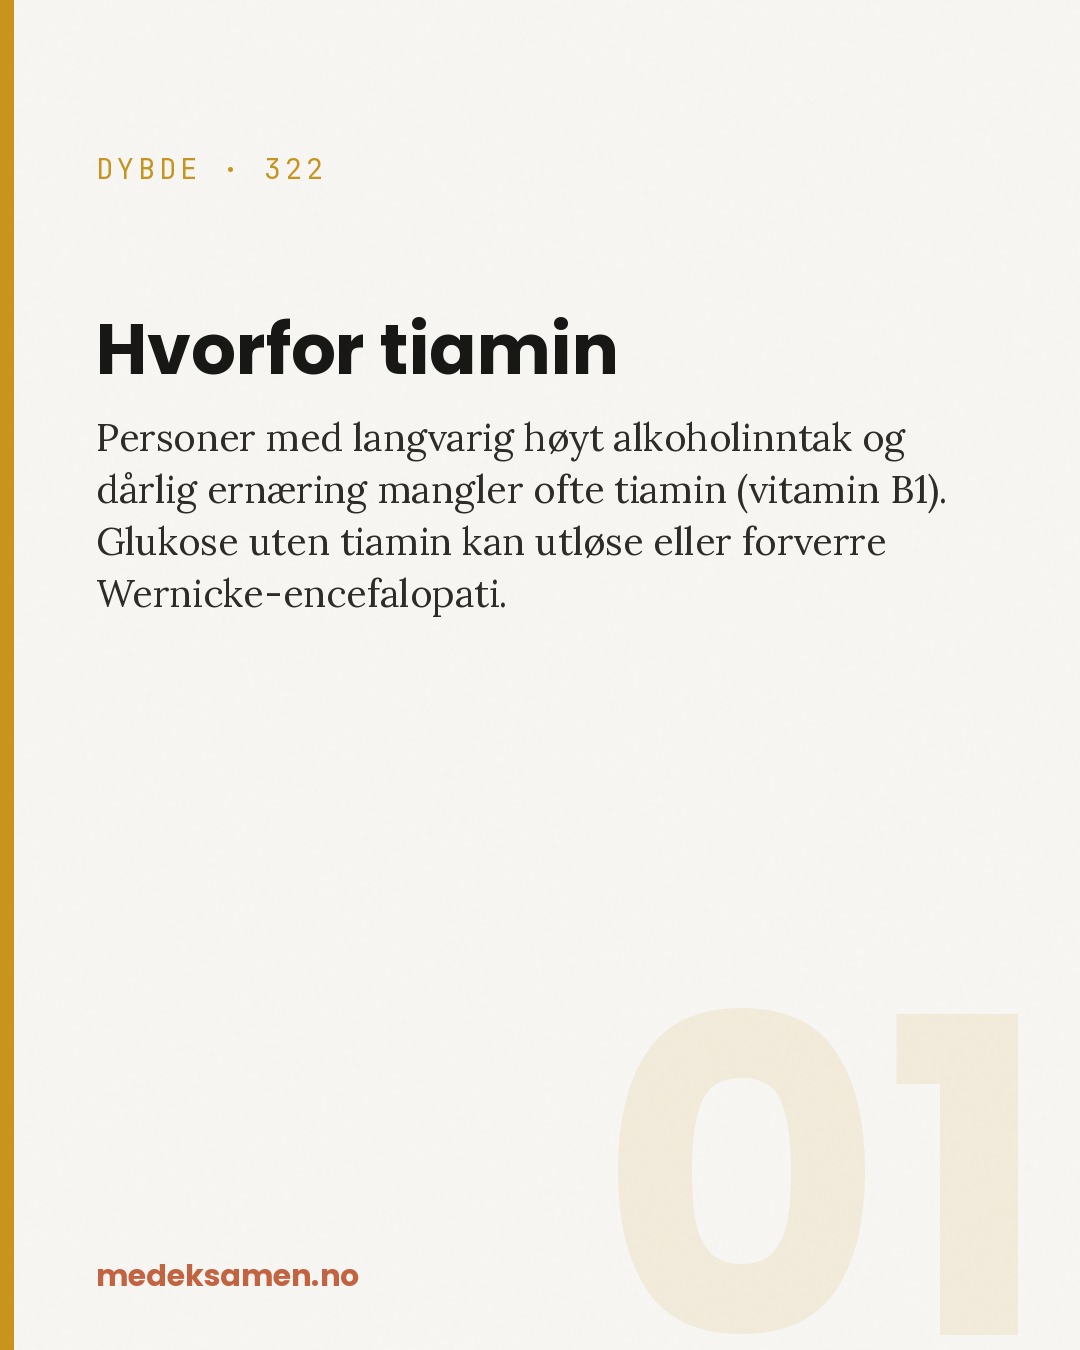 DYBDE · 322
Hvorfor tiamin
Personer med langvarig høyt alkoholinntak og
dårlig ernæring mangler ofte tiamin (vitamin B1).
Glukose uten tiamin kan utløse eller forverre
Wernicke-encefalopati.
01
medeksamen.no